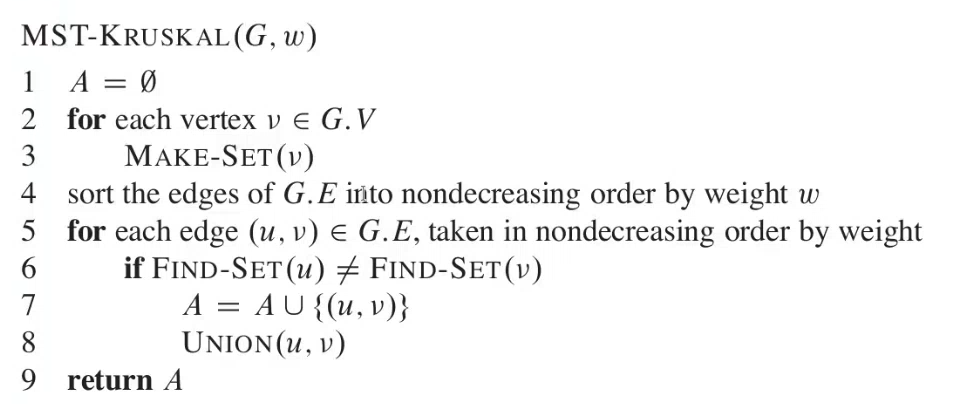 MST-KRUSKAL(G, w)
1 A = ∅
2 for each vertex v ∈ G.V
3 MAKE-SET(v)
4 sort the edges of G.E into nondecreasing order by weight w
5 for each edge (u, v) ∈ G.E, taken in nondecreasing order by weight
6 if FIND-SET(u) ≠ FIND-SET(v)
7 A = A ∪ {(u, v)}
8 UNION(u, v)
9 return A